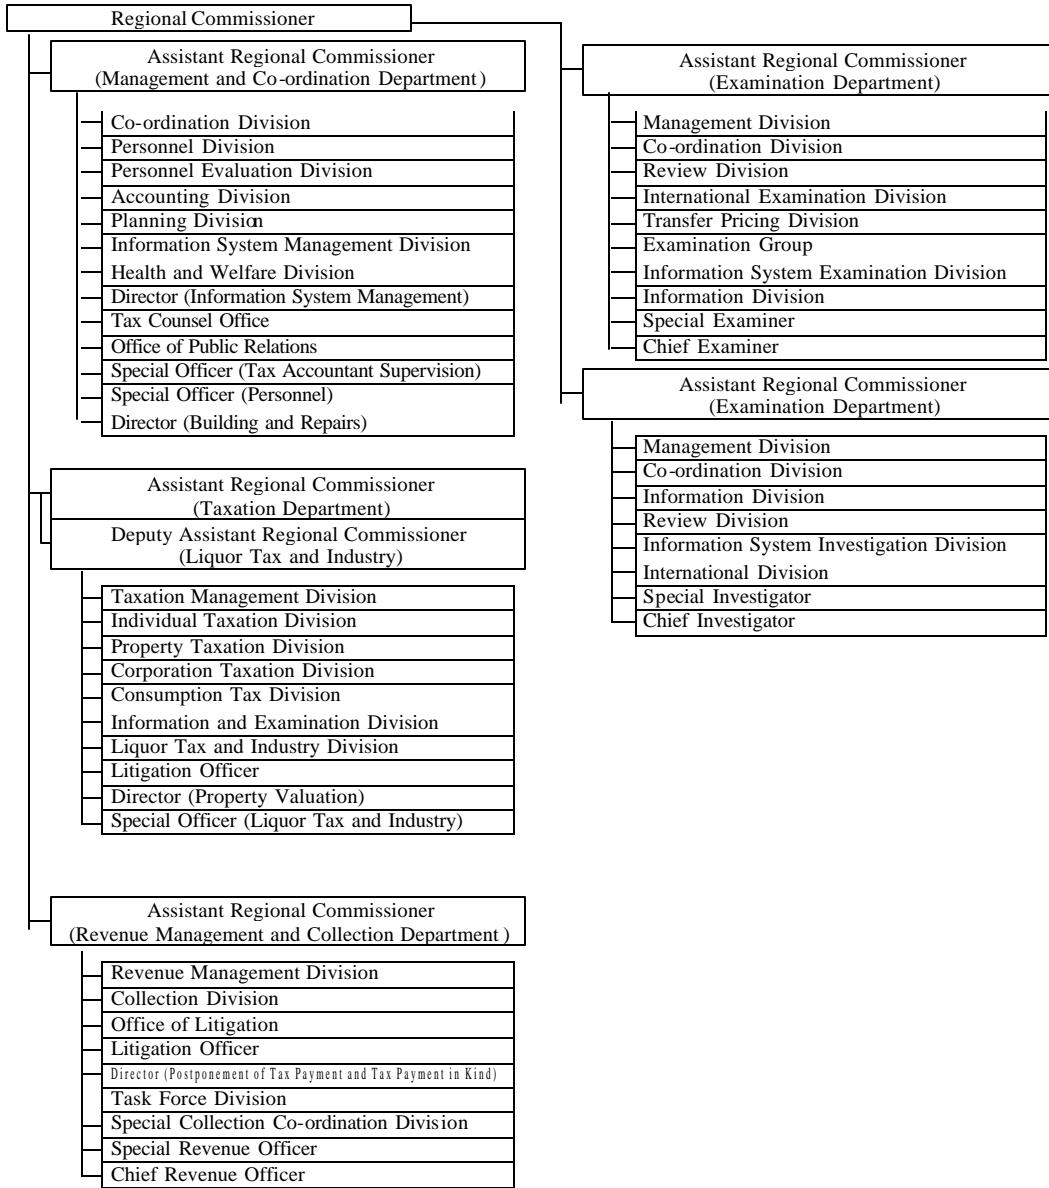 Regional Commissioner
Assistant Regional Commissioner
(Management and Co-ordination Department)
Co-ordination Division
Personnel Division
Personnel Evaluation Division
Accounting Division
Planning Division
Information System Management Division
Health and Welfare Division
Director (Information System Management)
Tax Counsel Office
Office of Public Relations
Special Officer (Tax Accountant Supervision)
Special Officer (Personnel)
Director (Building and Repairs)
Assistant Regional Commissioner
(Taxation Department)
Deputy Assistant Regional Commissioner
(Liquor Tax and Industry)
Taxation Management Division
Individual Taxation Division
Property Taxation Division
Corporation Taxation Division
Consumption Tax Division
Information and Examination Division
Liquor Tax and Industry Division
Litigation Officer
Director (Property Valuation)
Special Officer (Liquor Tax and Industry)
Assistant Regional Commissioner
(Revenue Management and Collection Department)
Revenue Management Division
Collection Division
Office of Litigation
Litigation Officer
Director (Postponement of Tax Payment and Tax Payment in Kind)
Task Force Division
Special Collection Co-ordination Division
Special Revenue Officer
Chief Revenue Officer
Assistant Regional Commissioner
(Examination Department)
Management Division
Co-ordination Division
Review Division
International Examination Division
Transfer Pricing Division
Examination Group
Information System Examination Division
Information Division
Special Examiner
Chief Examiner
Assistant Regional Commissioner
(Examination Department)
Management Division
Co-ordination Division
Information Division
Review Division
Information System Investigation Division
International Division
Special Investigator
Chief Investigator